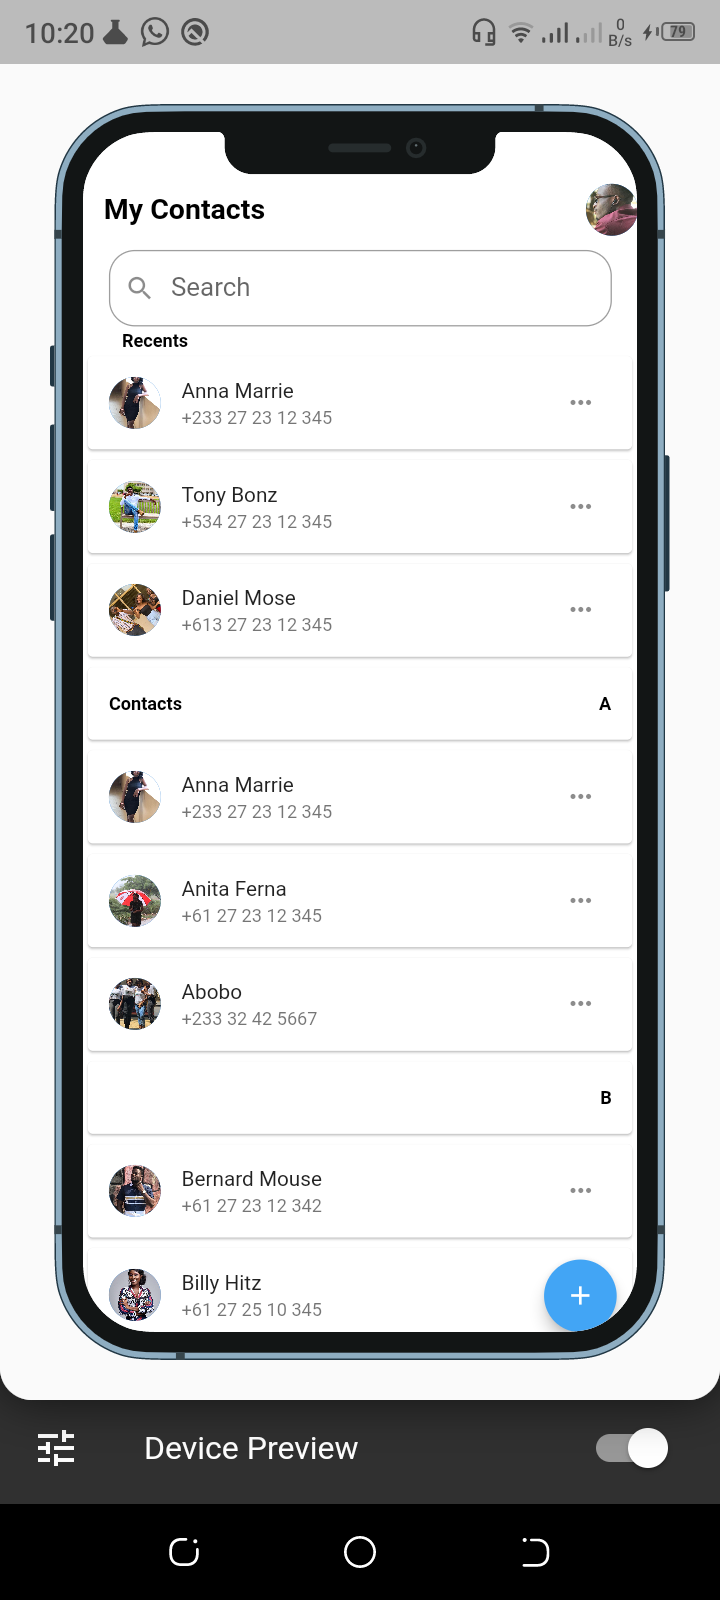 10:20
0
B/s
79
My Contacts
Search
Recents
Anna Marrie
+233 27 23 12 345
Tony Bonz
+534 27 23 12 345
Daniel Mose
+613 27 23 12 345
Contacts A
Anna Marrie
+233 27 23 12 345
Anita Ferna
+61 27 23 12 345
Abobo
+233 32 42 5667
B
Bernard Mouse
+61 27 23 12 342
Billy Hitz
+61 27 25 10 345
Device Preview